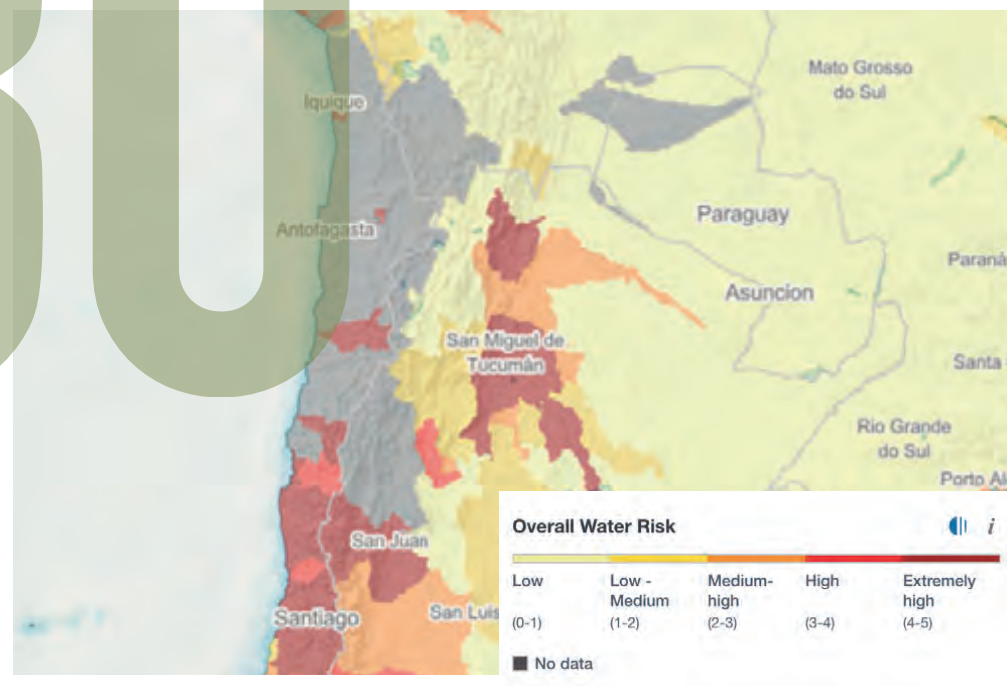 BU
Mato Grosso
do Sul
Iquique
Paraguay
Antofagasta
Paraná
Asuncion
San Miguel de
Tucumán
Santa
Rio Grande
do Sul
Porto Al
San Juan
Santiago
San Luis
Overall Water Risk
i
Low
Low -
Medium
Medium-
high
High
Extremely
high
(0-1)
(1-2)
(2-3)
(3-4)
(4-5)
No data